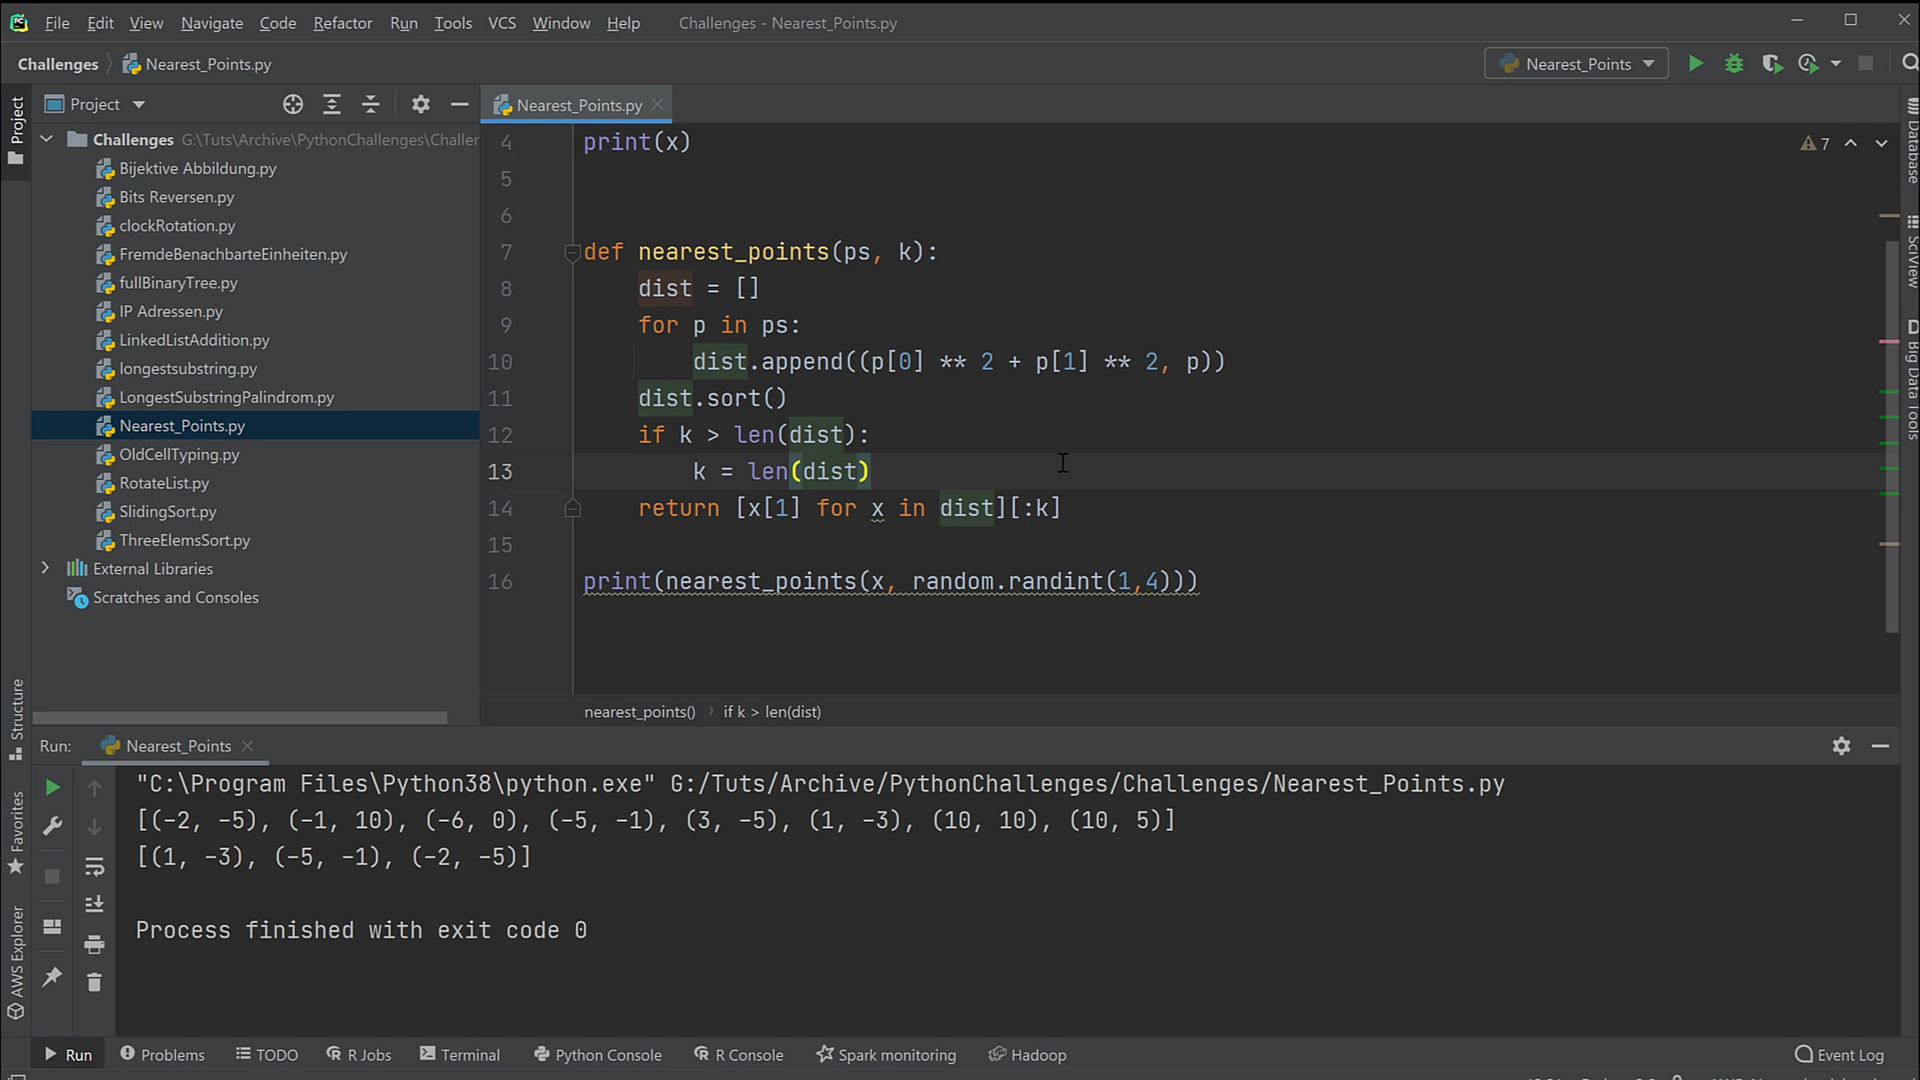 File Edit View Navigate Code Refactor Run Tools VCS Window Help Challenges - Nearest_Points.py
Challenges Nearest_Points.py Nearest_Points
Project Nearest_Points.py
Project
Challenges G:\Tuts\Archive\PythonChallenges\Challer
Bijektive Abbildung.py
Bits Reversen.py
clockRotation.py
FremdeBenachbarteEinheiten.py
fullBinaryTree.py
IP Adressen.py
LinkedListAddition.py
longestsubstring.py
LongestSubstringPalindrom.py
Nearest_Points.py
OldCellTyping.py
RotateList.py
SlidingSort.py
ThreeElemsSort.py
External Libraries
Scratches and Consoles
4 print(x)
7
5
6
7 def nearest_points(ps, k):
8 dist = []
9 for p in ps:
10 dist.append((p[0] ** 2 + p[1] ** 2, p))
11 dist.sort()
12 if k > len(dist):
13 k = len(dist)
14 return [x[1] for x in dist][:k]
15
16 print(nearest_points(x, random.randint(1,4)))
Database
SciView
D Big Data Tools
nearest_points() if k > len(dist)
Structure
Favorites
AWS Explorer
Run: Nearest_Points
"C:\Program Files\Python38\python.exe" G:/Tuts/Archive/PythonChallenges/Challenges/Nearest_Points.py
[(-2, -5), (-1, 10), (-6, 0), (-5, -1), (3, -5), (1, -3), (10, 10), (10, 5)]
[(1, -3), (-5, -1), (-2, -5)]
Process finished with exit code 0
Run Problems TODO R Jobs Terminal Python Console R Console Spark monitoring Hadoop Event Log